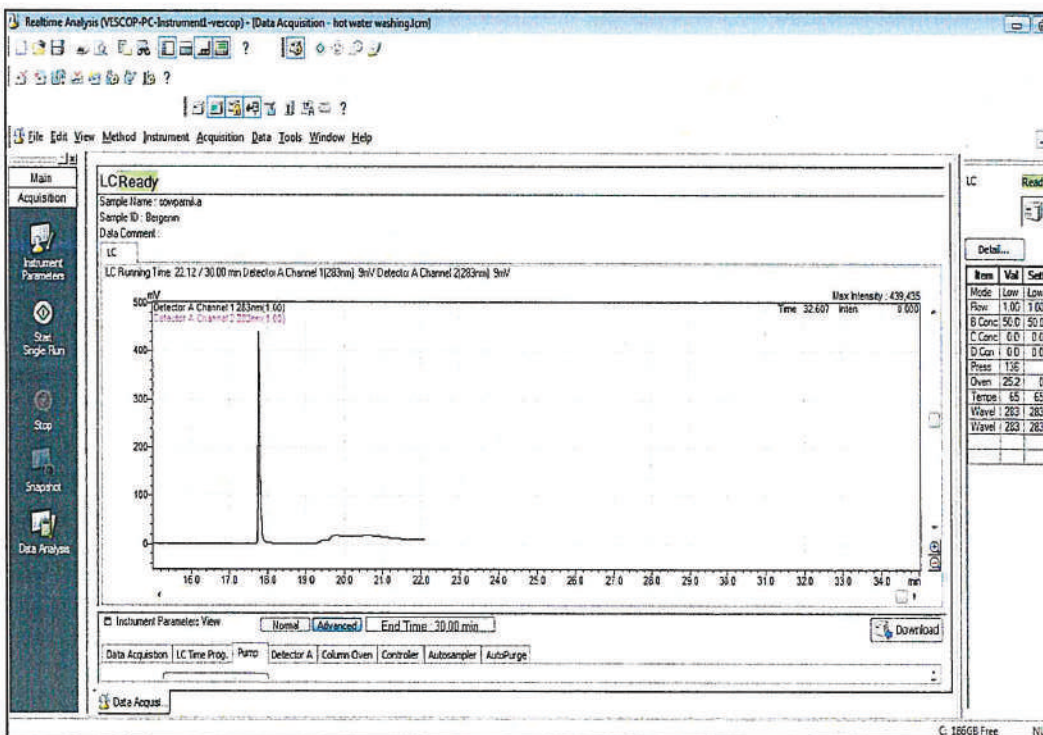 Realtime Analysis (VESCOP-PC-Instrument1-vescop) - [Data Acquisition - hot water washing.lcm]
?
?
?
File Edit View Method Instrument Acquisition Data Tools Window Help
Main
Acquisition
Instrument
Parameters
Start
Single Run
Stop
Snapshot
Data Analysis
LC Ready
Sample Name : sowparnika
Sample ID : Bergenin
Data Comment :
LC
LC Running Time 22.12 / 30.00 min Detector A Channel 1(283nm) 9mV Detector A Channel 2(283nm) 9mV
mV
Max Intensity : 439,435
Detector A Channel 1 283nm(1.00)
Time 32.607 Inten. 0.000
Detector A Channel 2 283nm(1.00)
500
400
300
200
100
0
16.0 17.0 18.0 19.0 20.0 21.0 22.0 23.0 24.0 25.0 26.0 27.0 28.0 29.0 30.0 31.0 32.0 33.0 34.0 min
Instrument Parameters View Normal Advanced End Time : 30.00 min Download
Data Acquisition LC Time Prog. Pump Detector A Column Oven Controller Autosampler AutoPurge
Data Acquisi...
LC Read
Detail...
Item Val Sett
Mode Low Low
Flow 1.00 1.00
B Conc 50.0 50.0
C Conc 0.0 0.0
D Con 0.0 0.0
Press 136
Oven 25.2 0
Tempe 65 65
Wavel 283 283
Wavel 283 283
C: 186GB Free NU